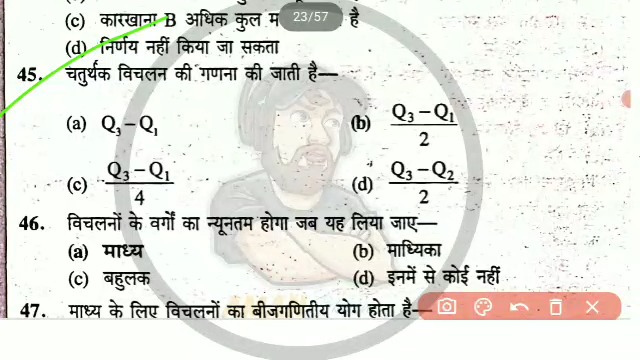 (c) कारखाना B अधिक कुल म 23/57 है
(d) निर्णय नहीं किया जा सकता
45. चतुर्थक विचलन की गणना की जाती है—
(a) Q₃–Q₁ (b) (Q₃–Q₁)/2
(c) (Q₃–Q₁)/4 (d) (Q₃–Q₂)/2
46. विचलनों के वर्गों का न्यूनतम होगा जब यह लिया जाए—
(a) माध्य (b) माध्यिका
(c) बहुलक (d) इनमें से कोई नहीं
47. माध्य के लिए विचलनों का बीजगणितीय योग होता है—